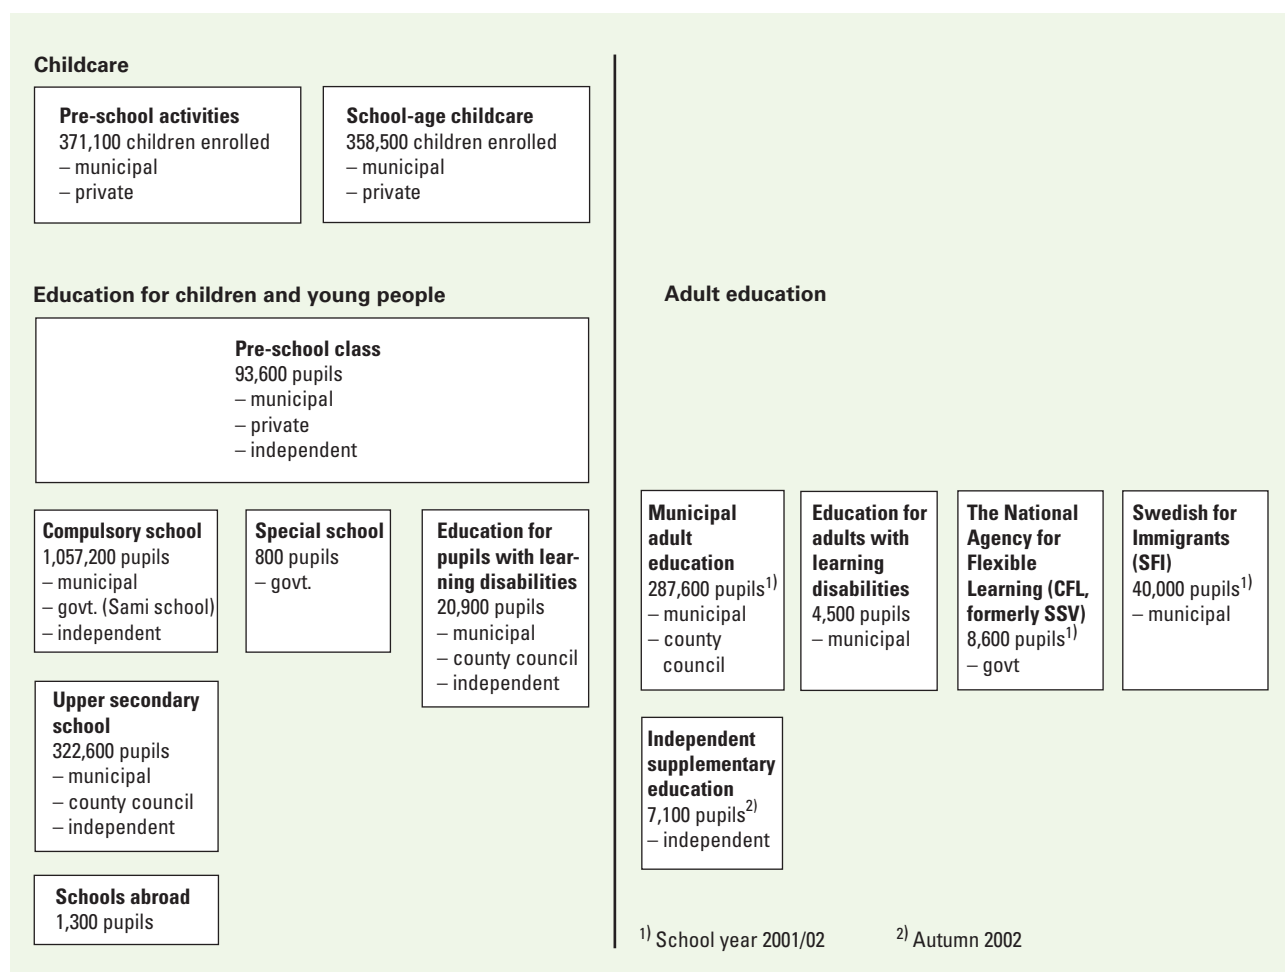 Childcare
Pre-school activities
371,100 children enrolled
– municipal
– private
School-age childcare
358,500 children enrolled
– municipal
– private
Education for children and young people
Pre-school class
93,600 pupils
– municipal
– private
– independent
Compulsory school
1,057,200 pupils
– municipal
– govt. (Sami school)
– independent
Special school
800 pupils
– govt.
Education for
pupils with lear-
ning disabilities
20,900 pupils
– municipal
– county council
– independent
Upper secondary
school
322,600 pupils
– municipal
– county council
– independent
Schools abroad
1,300 pupils
Adult education
Municipal
adult
education
287,600 pupils1)
– municipal
– county
council
Education for
adults with
learning
disabilities
4,500 pupils
– municipal
The National
Agency for
Flexible
Learning (CFL,
formerly SSV)
8,600 pupils1)
– govt
Swedish for
Immigrants
(SFI)
40,000 pupils1)
– municipal
Independent
supplementary
education
7,100 pupils2)
– independent
1) School year 2001/02
2) Autumn 2002